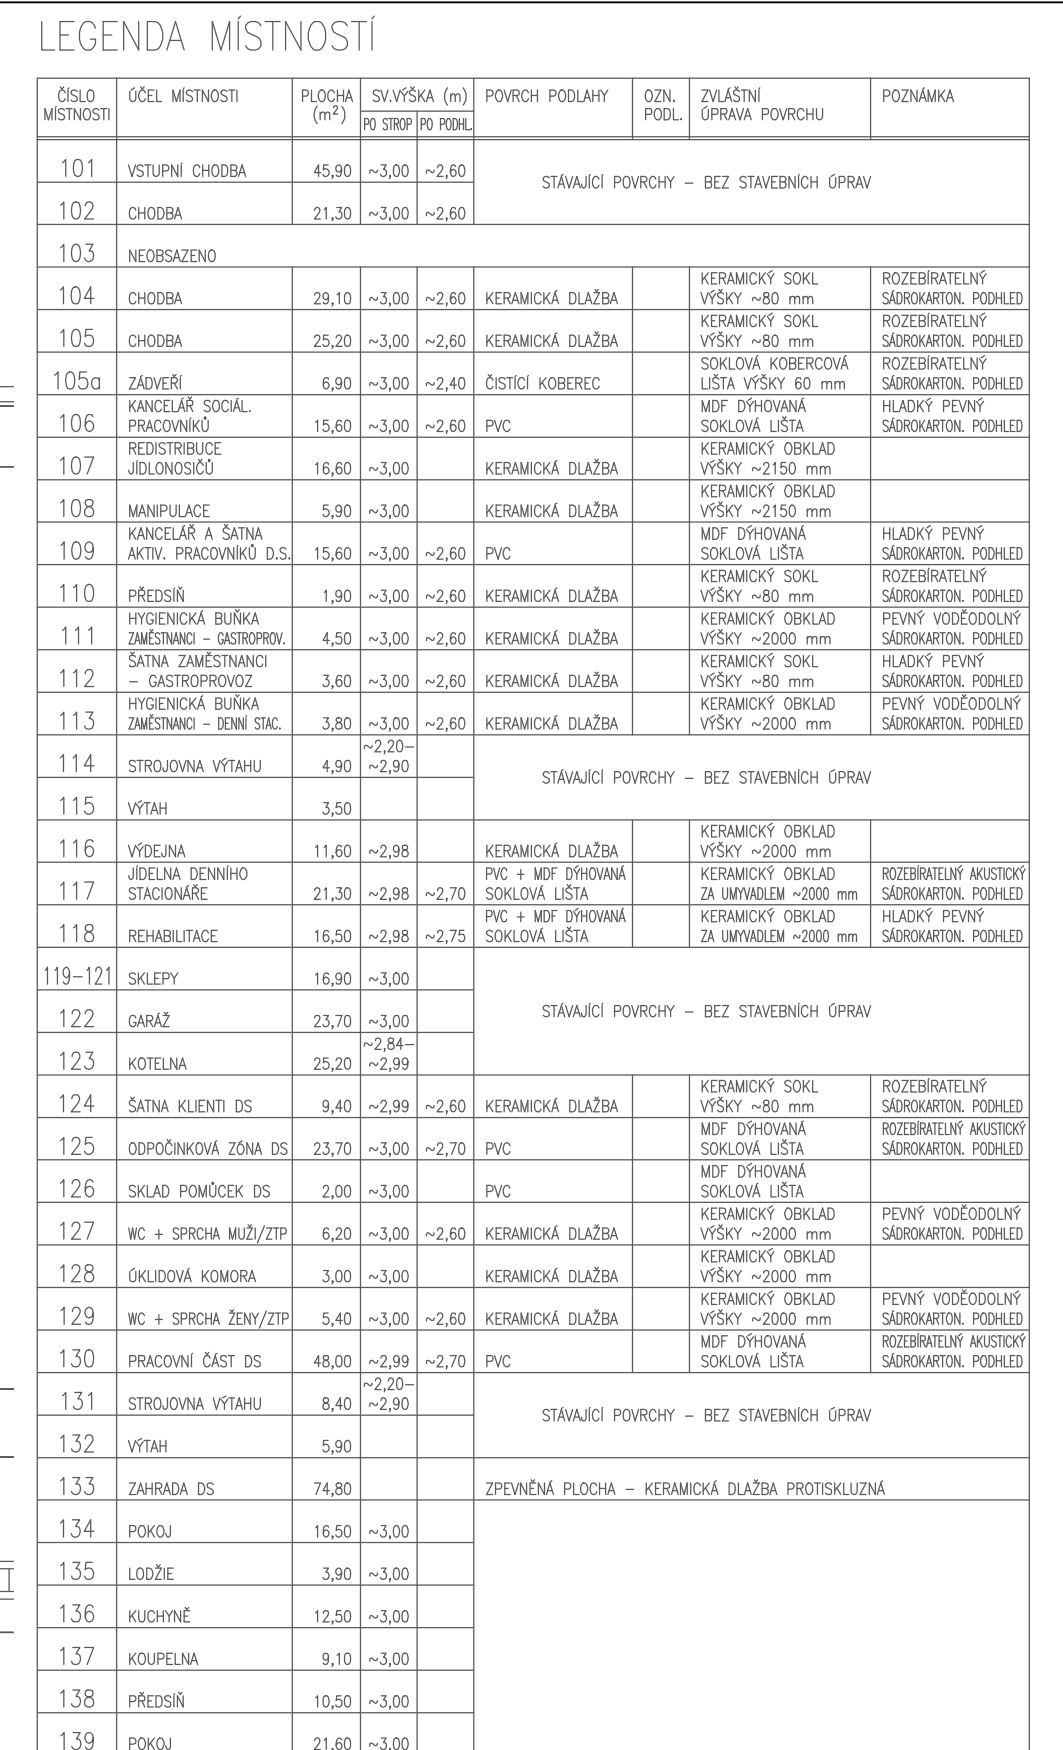 LEGENDA MÍSTNOSTÍ
ČÍSLO MÍSTNOSTI ÚČEL MÍSTNOSTI PLOCHA (m²) SV.VÝŠKA (m) POVRCH PODLAHY OZN. PODL. ZVLÁŠTNÍ ÚPRAVA POVRCHU POZNÁMKA
PO STROP PO PODHL.
101 VSTUPNÍ CHODBA 45,90 ~3,00 ~2,60
STÁVAJÍCÍ POVRCHY – BEZ STAVEBNÍCH ÚPRAV
102 CHODBA 21,30 ~3,00 ~2,60
103 NEOBSAZENO
104 CHODBA 29,10 ~3,00 ~2,60 KERAMICKÁ DLAŽBA KERAMICKÝ SOKL VÝŠKY ~80 mm ROZEBÍRATELNÝ SÁDROKARTON. PODHLED
105 CHODBA 25,20 ~3,00 ~2,60 KERAMICKÁ DLAŽBA KERAMICKÝ SOKL VÝŠKY ~80 mm ROZEBÍRATELNÝ SÁDROKARTON. PODHLED
105a ZÁDVEŘÍ 6,90 ~3,00 ~2,40 ČISTÍCÍ KOBEREC SOKLOVÁ KOBERCOVÁ LIŠTA VÝŠKY 60 mm ROZEBÍRATELNÝ SÁDROKARTON. PODHLED
106 KANCELÁŘ SOCIÁL. PRACOVNÍKŮ 15,60 ~3,00 ~2,60 PVC MDF DÝHOVANÁ SOKLOVÁ LIŠTA HLADKÝ PEVNÝ SÁDROKARTON. PODHLED
107 REDISTRIBUCE JÍDLONOSIČŮ 16,60 ~3,00 KERAMICKÁ DLAŽBA KERAMICKÝ OBKLAD VÝŠKY ~2150 mm
108 MANIPULACE 5,90 ~3,00 KERAMICKÁ DLAŽBA KERAMICKÝ OBKLAD VÝŠKY ~2150 mm
109 KANCELÁŘ A ŠATNA AKTIV. PRACOVNÍKŮ D.S. 15,60 ~3,00 ~2,60 PVC MDF DÝHOVANÁ SOKLOVÁ LIŠTA HLADKÝ PEVNÝ SÁDROKARTON. PODHLED
110 PŘEDSÍŇ 1,90 ~3,00 ~2,60 KERAMICKÁ DLAŽBA KERAMICKÝ SOKL VÝŠKY ~80 mm ROZEBÍRATELNÝ SÁDROKARTON. PODHLED
111 HYGIENICKÁ BUŇKA ZAMĚSTNANCI – GASTROPROV. 4,50 ~3,00 ~2,60 KERAMICKÁ DLAŽBA KERAMICKÝ OBKLAD VÝŠKY ~2000 mm PEVNÝ VODĚODOLNÝ SÁDROKARTON. PODHLED
112 ŠATNA ZAMĚSTNANCI – GASTROPROVOZ 3,60 ~3,00 ~2,60 KERAMICKÁ DLAŽBA KERAMICKÝ SOKL VÝŠKY ~80 mm HLADKÝ PEVNÝ SÁDROKARTON. PODHLED
113 HYGIENICKÁ BUŇKA ZAMĚSTNANCI – DENNÍ STAC. 3,80 ~3,00 ~2,60 KERAMICKÁ DLAŽBA KERAMICKÝ OBKLAD VÝŠKY ~2000 mm PEVNÝ VODĚODOLNÝ SÁDROKARTON. PODHLED
114 STROJOVNA VÝTAHU 4,90 ~2,20– ~2,90
STÁVAJÍCÍ POVRCHY – BEZ STAVEBNÍCH ÚPRAV
115 VÝTAH 3,50
116 VÝDEJNA 11,60 ~2,98 KERAMICKÁ DLAŽBA KERAMICKÝ OBKLAD VÝŠKY ~2000 mm
117 JÍDELNA DENNÍHO STACIONÁŘE 21,30 ~2,98 ~2,70 PVC + MDF DÝHOVANÁ SOKLOVÁ LIŠTA KERAMICKÝ OBKLAD ZA UMYVADLEM ~2000 mm ROZEBÍRATELNÝ AKUSTICKÝ SÁDROKARTON. PODHLED
118 REHABILITACE 16,50 ~2,98 ~2,75 PVC + MDF DÝHOVANÁ SOKLOVÁ LIŠTA KERAMICKÝ OBKLAD ZA UMYVADLEM ~2000 mm HLADKÝ PEVNÝ SÁDROKARTON. PODHLED
119–121 SKLEPY 16,90 ~3,00
122 GARÁŽ 23,70 ~3,00
STÁVAJÍCÍ POVRCHY – BEZ STAVEBNÍCH ÚPRAV
123 KOTELNA 25,20 ~2,84– ~2,99
124 ŠATNA KLIENTI DS 9,40 ~2,99 ~2,60 KERAMICKÁ DLAŽBA KERAMICKÝ SOKL VÝŠKY ~80 mm ROZEBÍRATELNÝ SÁDROKARTON. PODHLED
125 ODPOČINKOVÁ ZÓNA DS 23,70 ~3,00 ~2,70 PVC MDF DÝHOVANÁ SOKLOVÁ LIŠTA ROZEBÍRATELNÝ AKUSTICKÝ SÁDROKARTON. PODHLED
126 SKLAD POMŮCEK DS 2,00 ~3,00 PVC MDF DÝHOVANÁ SOKLOVÁ LIŠTA
127 WC + SPRCHA MUŽI/ZTP 6,20 ~3,00 ~2,60 KERAMICKÁ DLAŽBA KERAMICKÝ OBKLAD VÝŠKY ~2000 mm PEVNÝ VODĚODOLNÝ SÁDROKARTON. PODHLED
128 ÚKLIDOVÁ KOMORA 3,00 ~3,00 KERAMICKÁ DLAŽBA KERAMICKÝ OBKLAD VÝŠKY ~2000 mm
129 WC + SPRCHA ŽENY/ZTP 5,40 ~3,00 ~2,60 KERAMICKÁ DLAŽBA KERAMICKÝ OBKLAD VÝŠKY ~2000 mm PEVNÝ VODĚODOLNÝ SÁDROKARTON. PODHLED
130 PRACOVNÍ ČÁST DS 48,00 ~2,99 ~2,70 PVC MDF DÝHOVANÁ SOKLOVÁ LIŠTA ROZEBÍRATELNÝ AKUSTICKÝ SÁDROKARTON. PODHLED
131 STROJOVNA VÝTAHU 8,40 ~2,20– ~2,90
STÁVAJÍCÍ POVRCHY – BEZ STAVEBNÍCH ÚPRAV
132 VÝTAH 5,90
133 ZAHRADA DS 74,80 ZPEVNĚNÁ PLOCHA – KERAMICKÁ DLAŽBA PROTISKLUZNÁ
134 POKOJ 16,50 ~3,00
135 LODŽIE 3,90 ~3,00
136 KUCHYNĚ 12,50 ~3,00
137 KOUPELNA 9,10 ~3,00
138 PŘEDSÍŇ 10,50 ~3,00
139 POKOJ 21,60 ~3,00